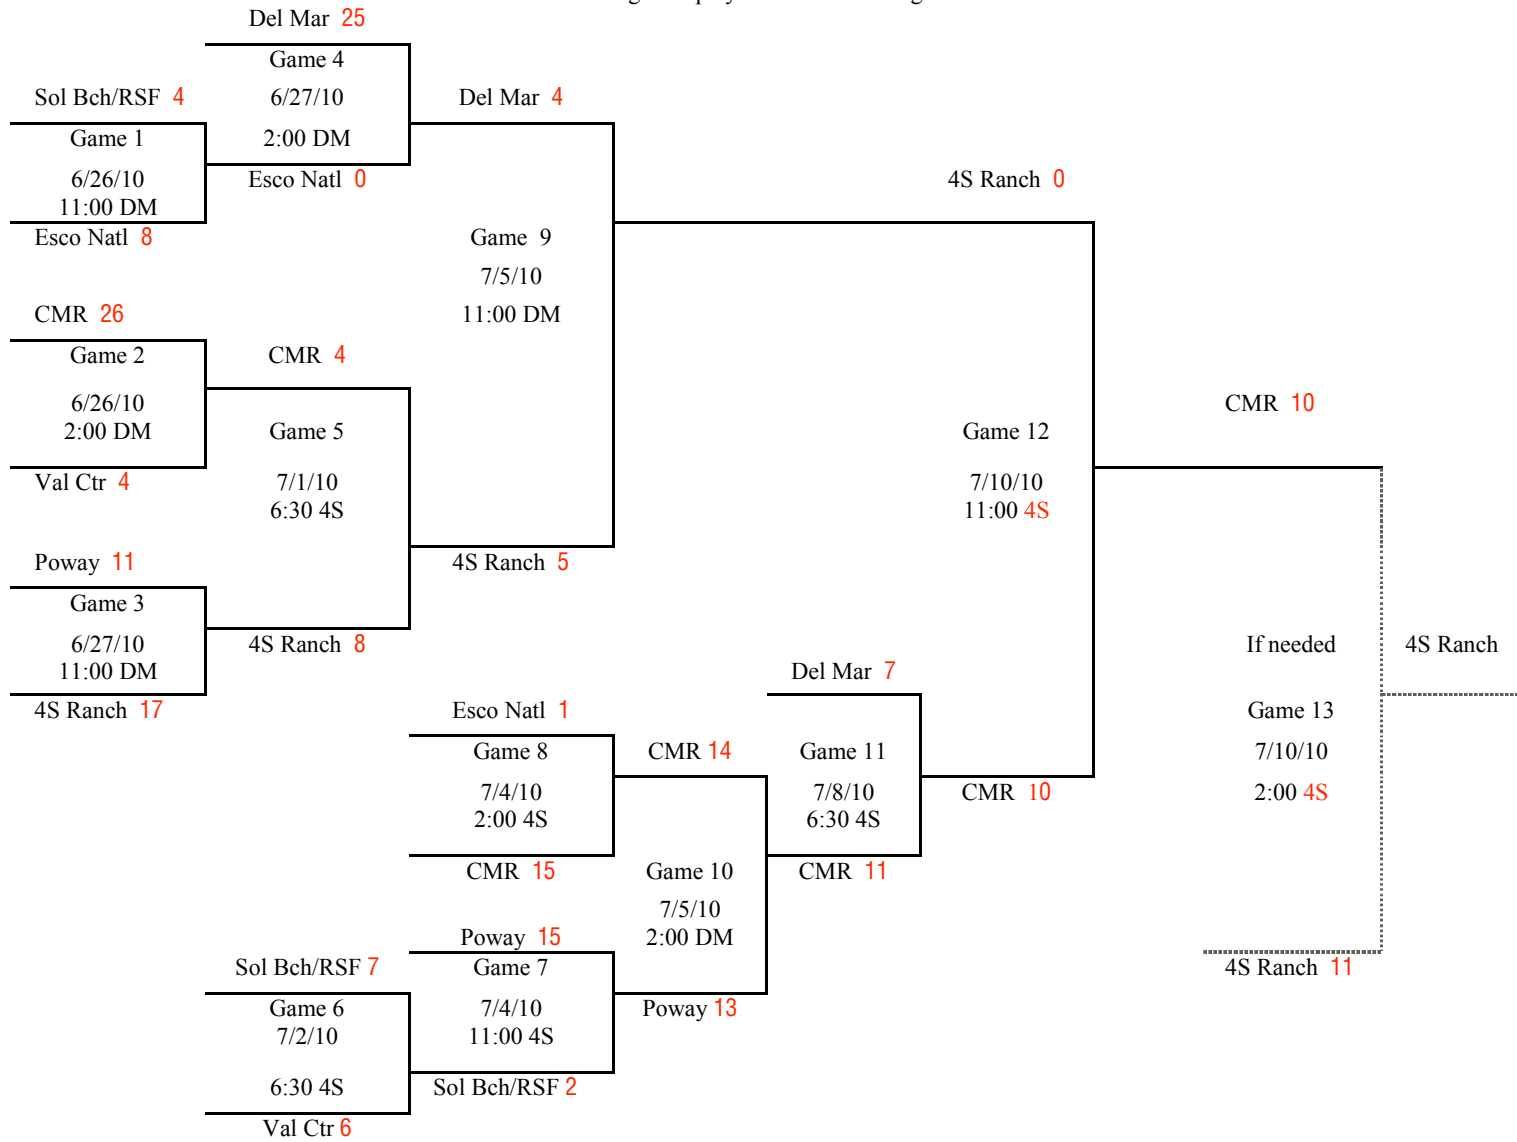 Del Mar 25
Game 4
6/27/10
2:00 DM
Esco Natl 0
Sol Bch/RSF 4
Game 1
6/26/10
11:00 DM
Esco Natl 8
Del Mar 4
Game 9
7/5/10
11:00 DM
4S Ranch 5
CMR 26
Game 2
6/26/10
2:00 DM
Val Ctr 4
CMR 4
Game 5
7/1/10
6:30 4S
4S Ranch 8
Poway 11
Game 3
6/27/10
11:00 DM
4S Ranch 17
4S Ranch 0
Game 12
7/10/10
11:00 4S
CMR 10
CMR 10
If needed
Game 13
7/10/10
2:00 4S
4S Ranch 11
4S Ranch
Esco Natl 1
Game 8
7/4/10
2:00 4S
CMR 15
CMR 14
Game 10
7/5/10
2:00 DM
Poway 13
Del Mar 7
Game 11
7/8/10
6:30 4S
CMR 11
Poway 15
Game 7
7/4/10
11:00 4S
Sol Bch/RSF 2
Sol Bch/RSF 7
Game 6
7/2/10
6:30 4S
Val Ctr 6